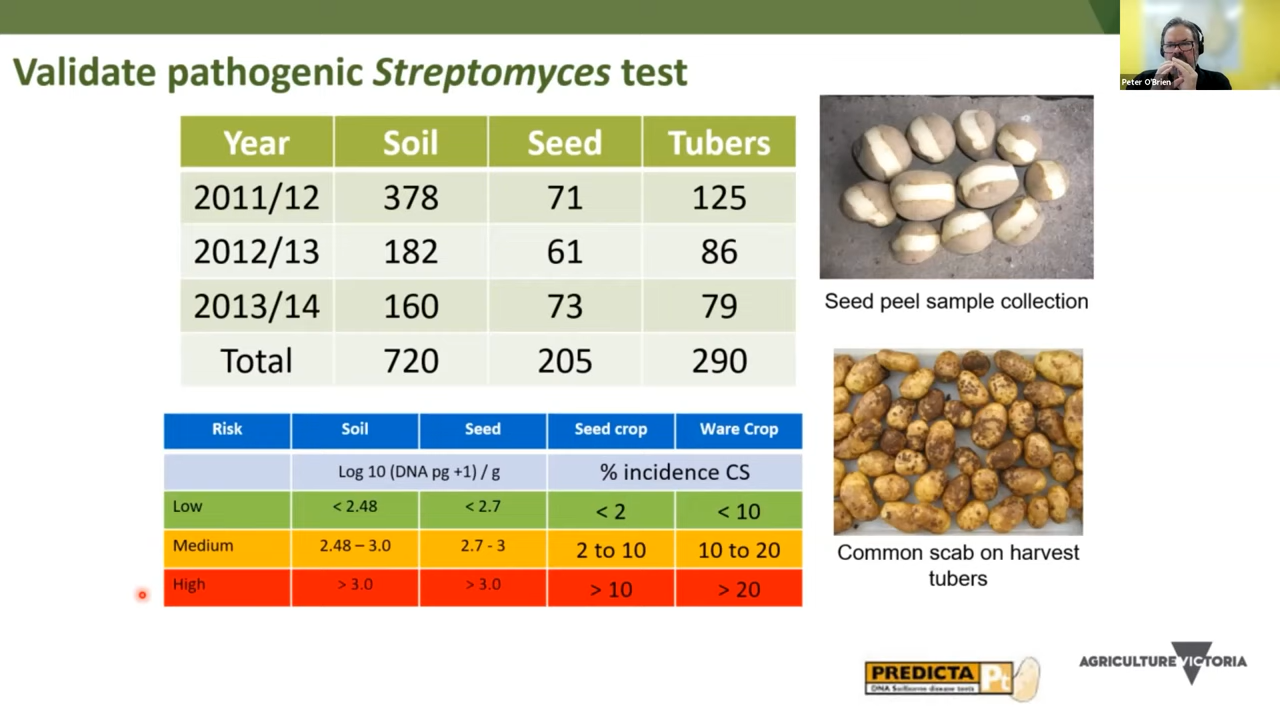 Peter O'Brien
Validate pathogenic Streptomyces test
Year Soil Seed Tubers
2011/12 378 71 125
2012/13 182 61 86
2013/14 160 73 79
Total 720 205 290
Seed peel sample collection
Risk Soil Seed Seed crop Ware Crop
Log 10 (DNA pg +1) / g % incidence CS
Low < 2.48 < 2.7 < 2 < 10
Medium 2.48 – 3.0 2.7 - 3 2 to 10 10 to 20
High > 3.0 > 3.0 > 10 > 20
Common scab on harvest
tubers
PREDICTA Pt
DNA Soilborne disease tests
AGRICULTURE VICTORIA